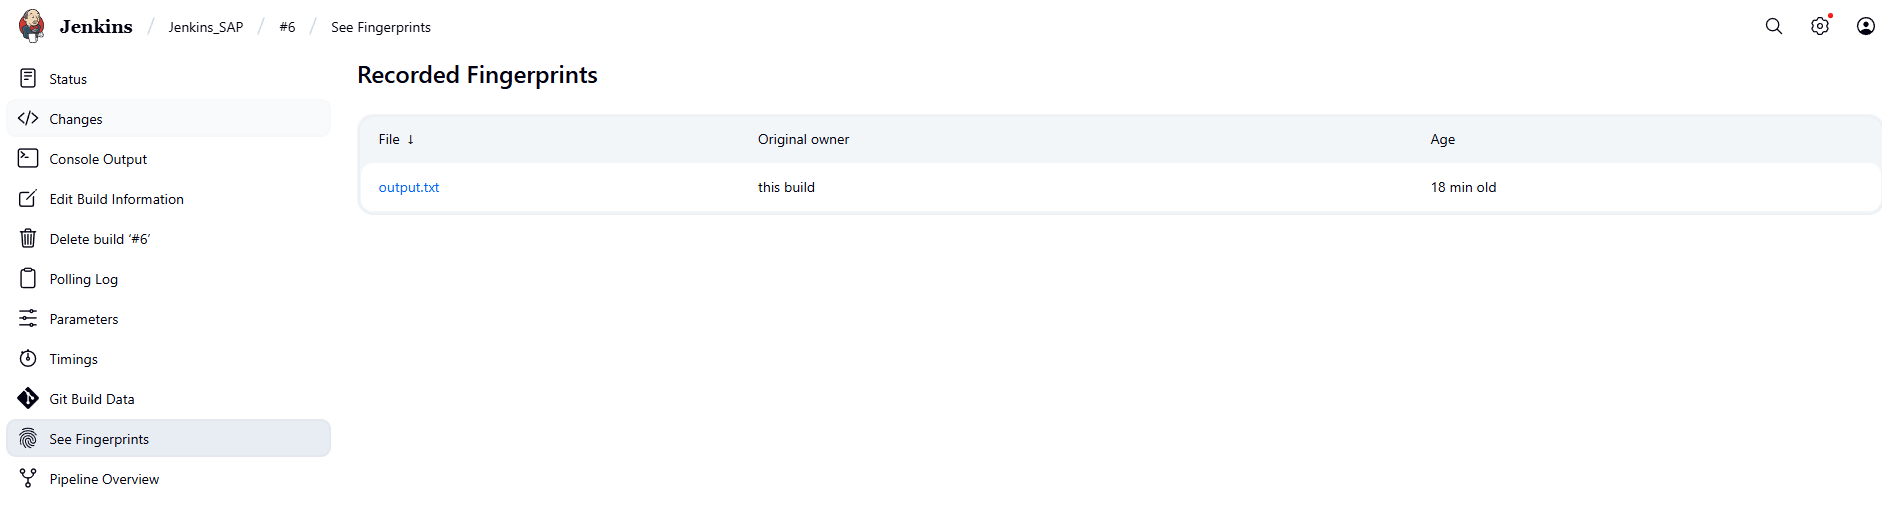 Jenkins / Jenkins_SAP / #6 / See Fingerprints
Status
Changes
Console Output
Edit Build Information
Delete build ‘#6’
Polling Log
Parameters
Timings
Git Build Data
See Fingerprints
Pipeline Overview
Recorded Fingerprints
File ↓ Original owner Age
output.txt this build 18 min old